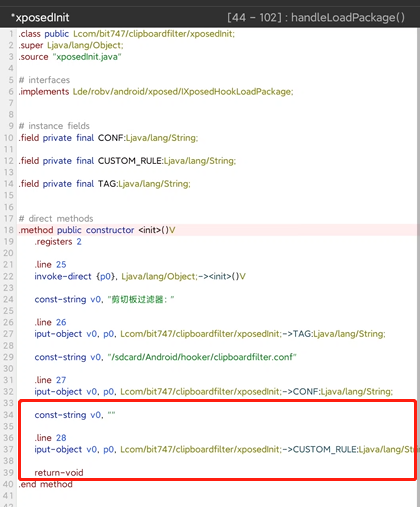 *xposedInit
[44 - 102] : handleLoadPackage()
1 .class public Lcom/bit747/clipboardfilter/xposedInit;
2 .super Ljava/lang/Object;
3 .source "xposedInit.java"
4
5 # interfaces
6 .implements Lde/robv/android/xposed/IXposedHookLoadPackage;
7
8
9 # instance fields
10 .field private final CONF:Ljava/lang/String;
11
12 .field private final CUSTOM_RULE:Ljava/lang/String;
13
14 .field private final TAG:Ljava/lang/String;
15
16
17 # direct methods
18 .method public constructor <init>()V
19 .registers 2
20
21 .line 25
22 invoke-direct {p0}, Ljava/lang/Object;-><init>()V
23
24 const-string v0, "剪切板过滤器: "
25
26 .line 26
27 iput-object v0, p0, Lcom/bit747/clipboardfilter/xposedInit;->TAG:Ljava/lang/String;
28
29 const-string v0, "/sdcard/Android/hooker/clipboardfilter.conf"
30
31 .line 27
32 iput-object v0, p0, Lcom/bit747/clipboardfilter/xposedInit;->CONF:Ljava/lang/String;
33
34 const-string v0, ""
35
36 .line 28
37 iput-object v0, p0, Lcom/bit747/clipboardfilter/xposedInit;->CUSTOM_RULE:Ljava/lang/Stri
38
39 return-void
40 .end method
41
42
43